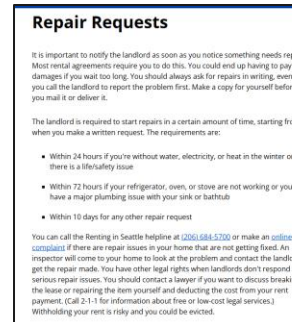 Repair Requests
It is important to notify the landlord as soon as you notice something needs rep
Most rental agreements require you to do this. You could end up having to pay
damages if you wait too long. You should always ask for repairs in writing, even
you call the landlord to report the problem first. Make a copy for yourself befor
you mail it or deliver it.
The landlord is required to start repairs in a certain amount of time, starting fro
when you make a written request. The requirements are:
• Within 24 hours if you're without water, electricity, or heat in the winter or
there is a life/safety issue
• Within 72 hours if your refrigerator, oven, or stove are not working or you
have a major plumbing issue with your sink or bathtub
• Within 10 days for any other repair request
You can call the Renting in Seattle helpline at (206) 684-5700 or make an online
complaint if there are repair issues in your home that are not getting fixed. An
inspector will come to your home to look at the problem and contact the landlo
get the repair made. You have other legal rights when landlords don't respond
serious repair issues. You should contact a lawyer if you want to discuss breaki
the lease or repairing the item yourself and deducting the cost from your rent
payment. (Call 2-1-1 for information about free or low-cost legal services.)
Withholding your rent is risky and you could be evicted.